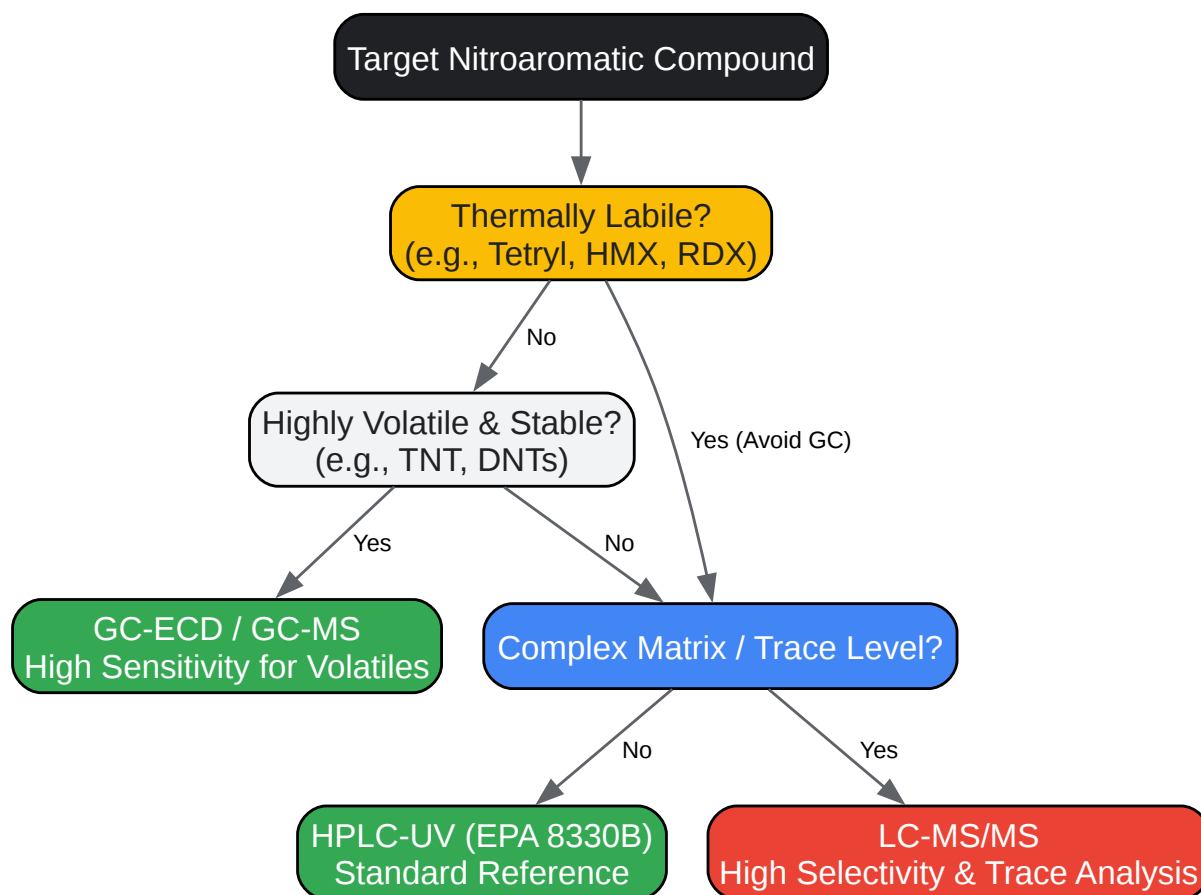 Target Nitroaromatic Compound
Thermally Labile?
(e.g., Tetryl, HMX, RDX)
No
Yes (Avoid GC)
Highly Volatile & Stable?
(e.g., TNT, DNTs)
Yes
No
GC-ECD / GC-MS
High Sensitivity for Volatiles
Complex Matrix / Trace Level?
No
Yes
HPLC-UV (EPA 8330B)
Standard Reference
LC-MS/MS
High Selectivity & Trace Analysis